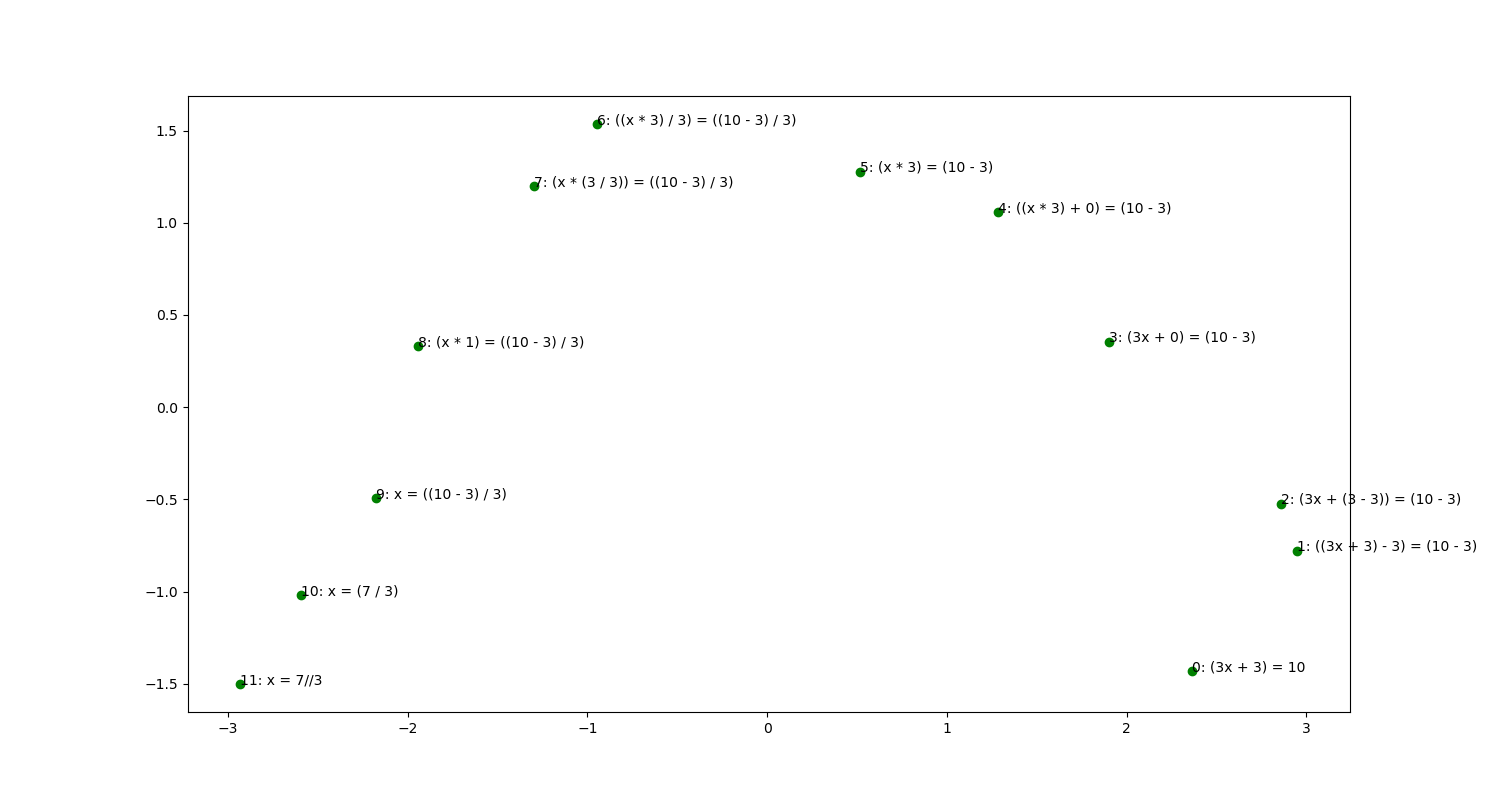 1.5
1.0
0.5
0.0
−0.5
−1.0
−1.5
6: ((x * 3) / 3) = ((10 - 3) / 3)
5: (x * 3) = (10 - 3)
7: (x * (3 / 3)) = ((10 - 3) / 3)
4: ((x * 3) + 0) = (10 - 3)
3: (3x + 0) = (10 - 3)
8: (x * 1) = ((10 - 3) / 3)
9: x = ((10 - 3) / 3)
2: (3x + (3 - 3)) = (10 - 3)
1: ((3x + 3) - 3) = (10 - 3)
10: x = (7 / 3)
0: (3x + 3) = 10
11: x = 7//3
−3 −2 −1 0 1 2 3